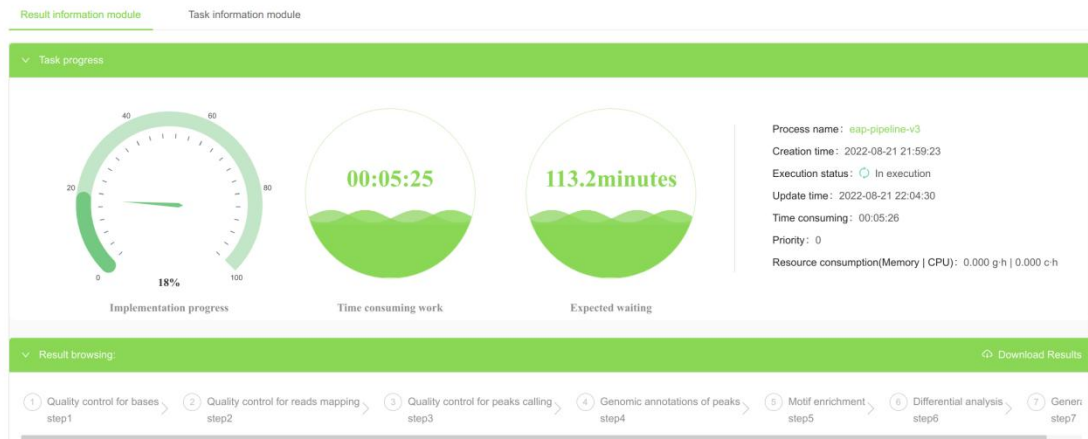 Result information module
Task information module
Task progress
40
60
20
80
0
100
18%
Implementation progress
00:05:25
Time consuming work
113.2minutes
Expected waiting
Process name: eap-pipeline-v3
Creation time: 2022-08-21 21:59:23
Execution status: In execution
Update time: 2022-08-21 22:04:30
Time consuming: 00:05:26
Priority: 0
Resource consumption(Memory | CPU): 0.000 g·h | 0.000 c·h
Result browsing:
Download Results
1 Quality control for bases
step1
2 Quality control for reads mapping
step2
3 Quality control for peaks calling
step3
4 Genomic annotations of peaks
step4
5 Motif enrichment
step5
6 Differential analysis
step6
7 Genera
step7